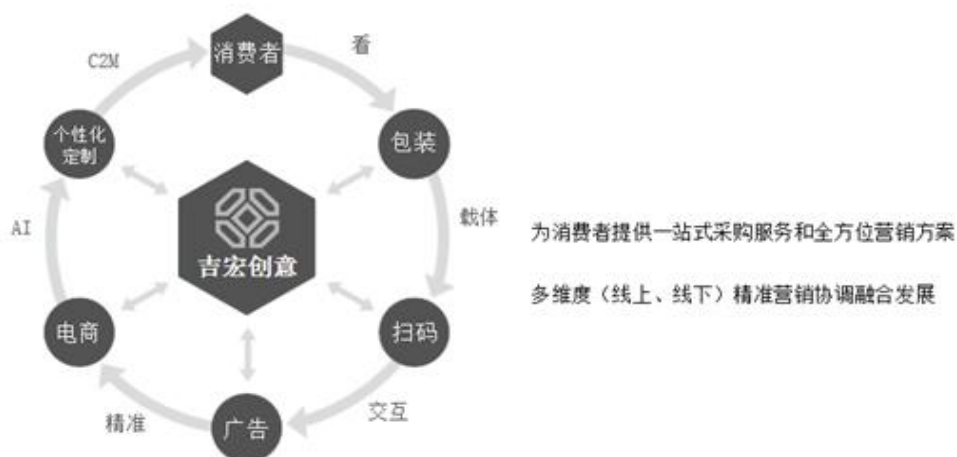 消费者
看
C2M
个性化
定制
包装
AI
载体
吉宏创意
为消费者提供一站式采购服务和全方位营销方案
多维度（线上、线下）精准营销协调融合发展
电商
扫码
精准
交互
广告